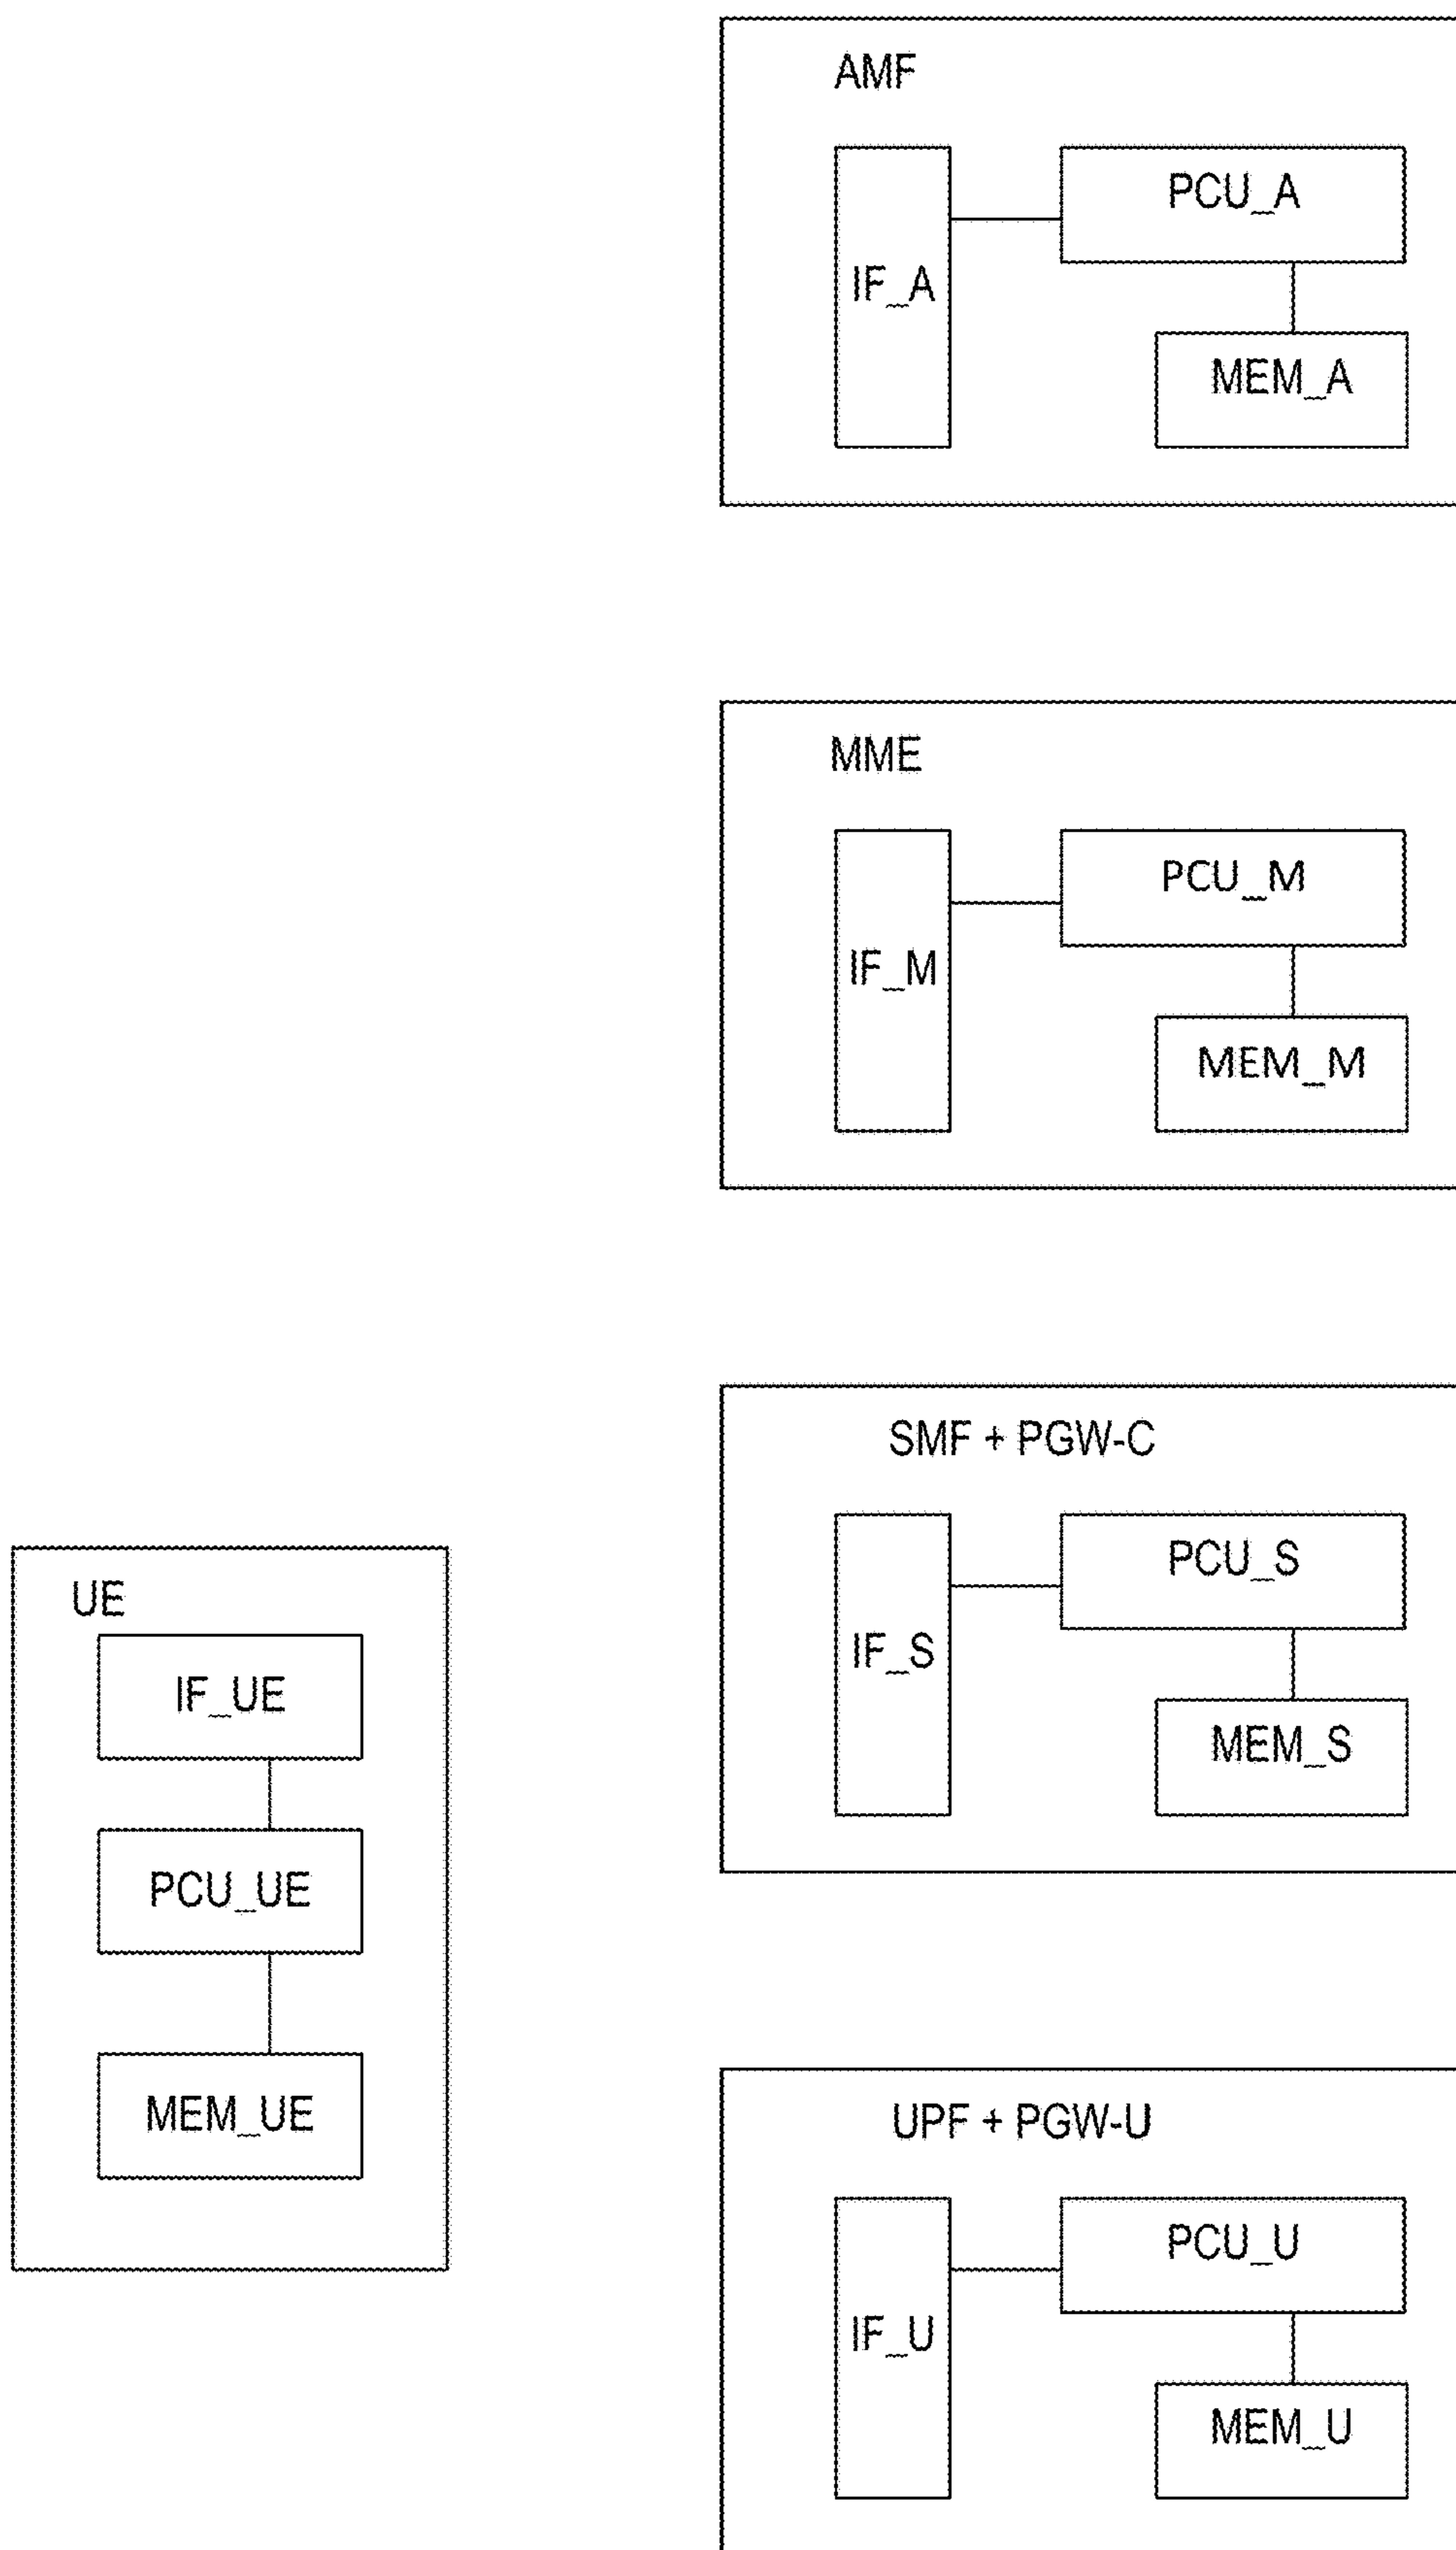 AMF
PCU_A
IF_A
MEM_A
MME
PCU_M
IF_M
MEM_M
SMF + PGW-C
PCU_S
IF_S
MEM_S
UE
IF_UE
PCU_UE
MEM_UE
UPF + PGW-U
PCU_U
IF_U
MEM_U